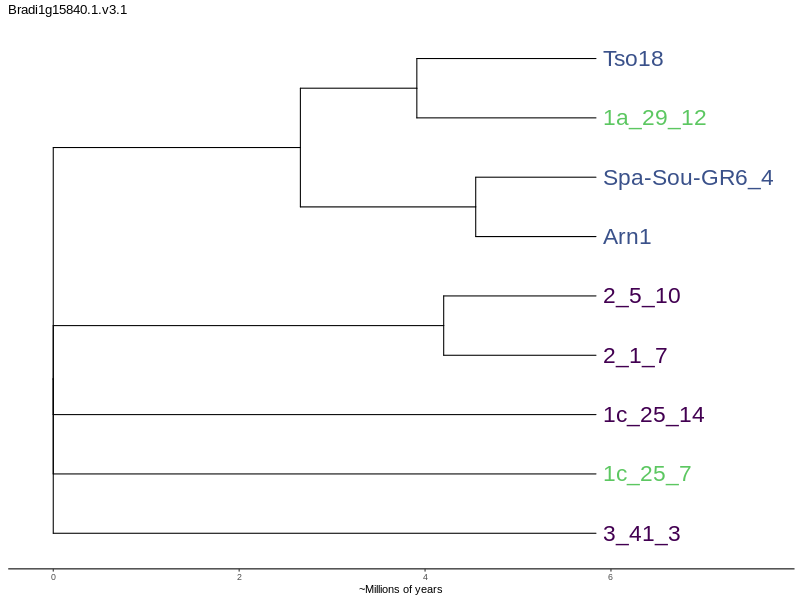 Bradi1g15840.1.v3.1
Tso18
1a_29_12
Spa-Sou-GR6_4
Arn1
2_5_10
2_1_7
1c_25_14
1c_25_7
3_41_3
0 2 4 6
~Millions of years